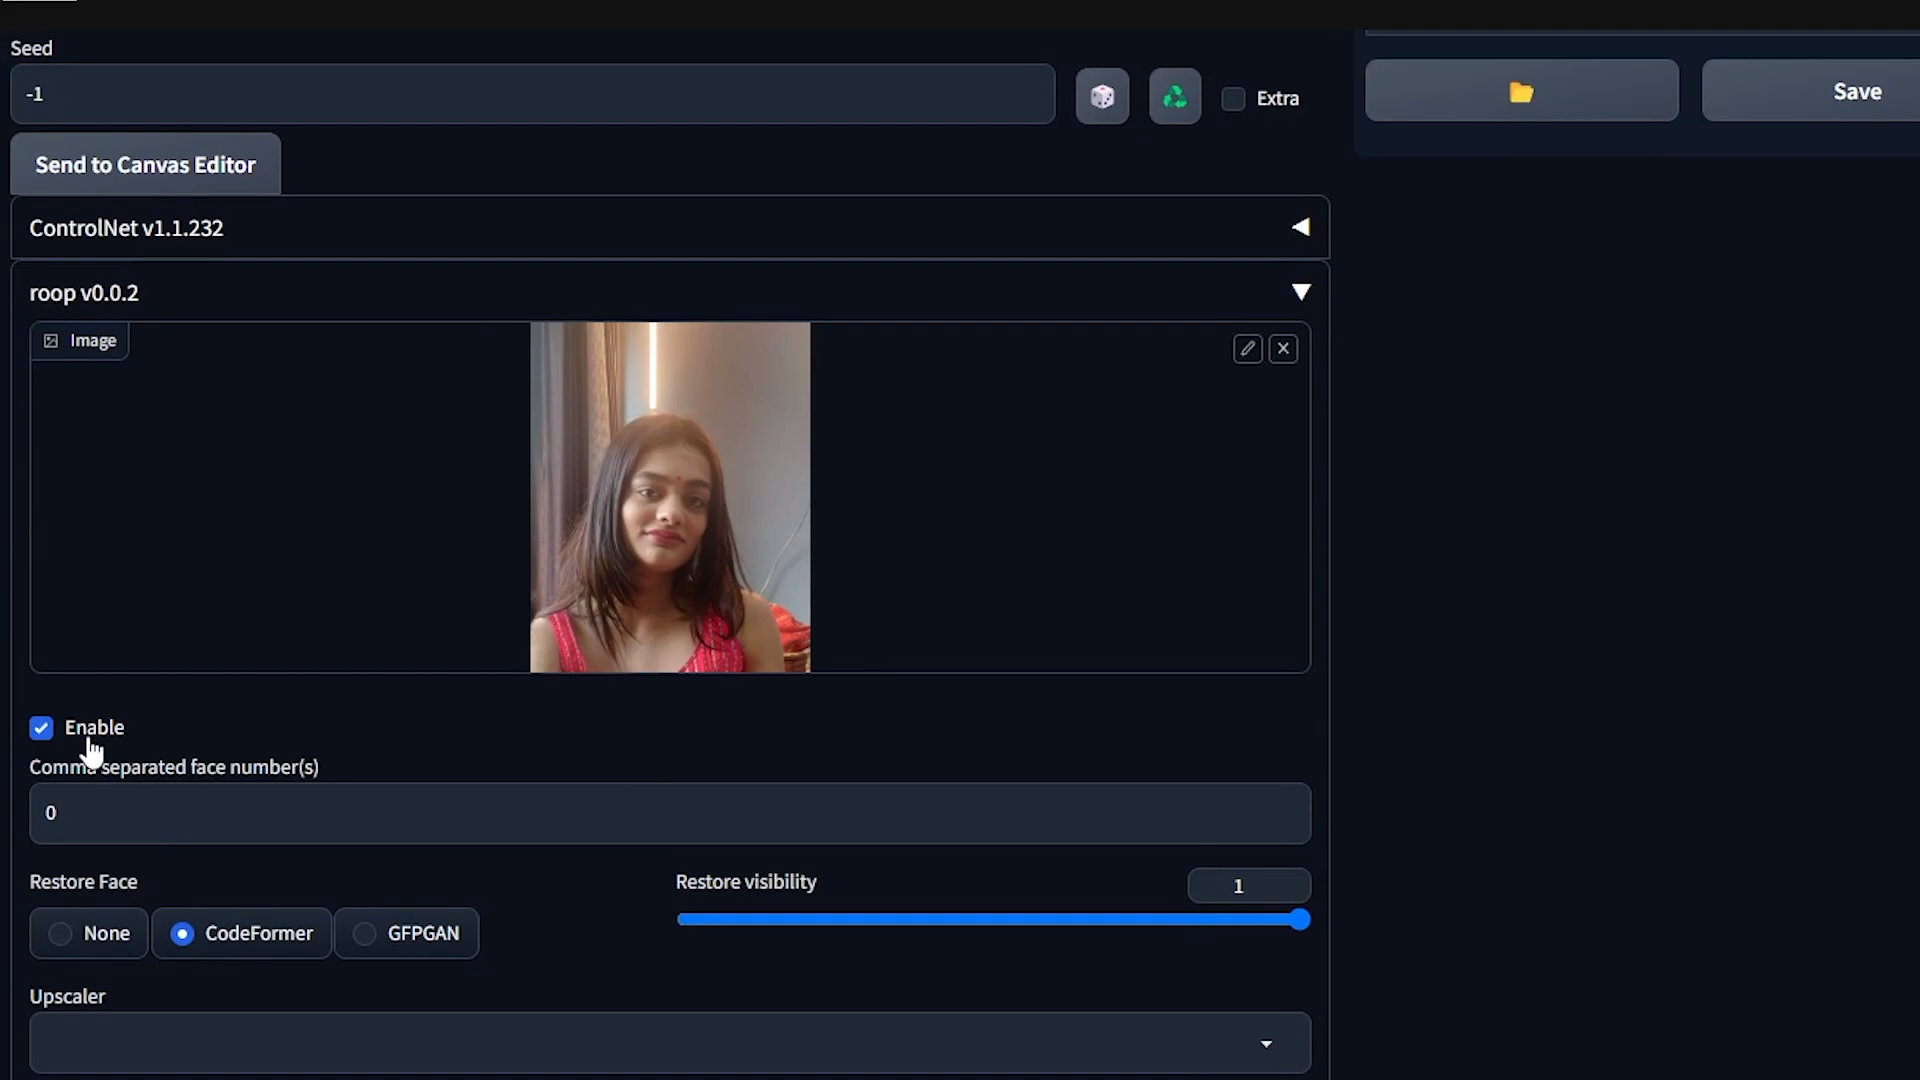 Seed
-1
Extra
Save
Send to Canvas Editor
ControlNet v1.1.232
roop v0.0.2
Image
Enable
Comma separated face number(s)
0
Restore Face
Restore visibility
1
None
CodeFormer
GFPGAN
Upscaler